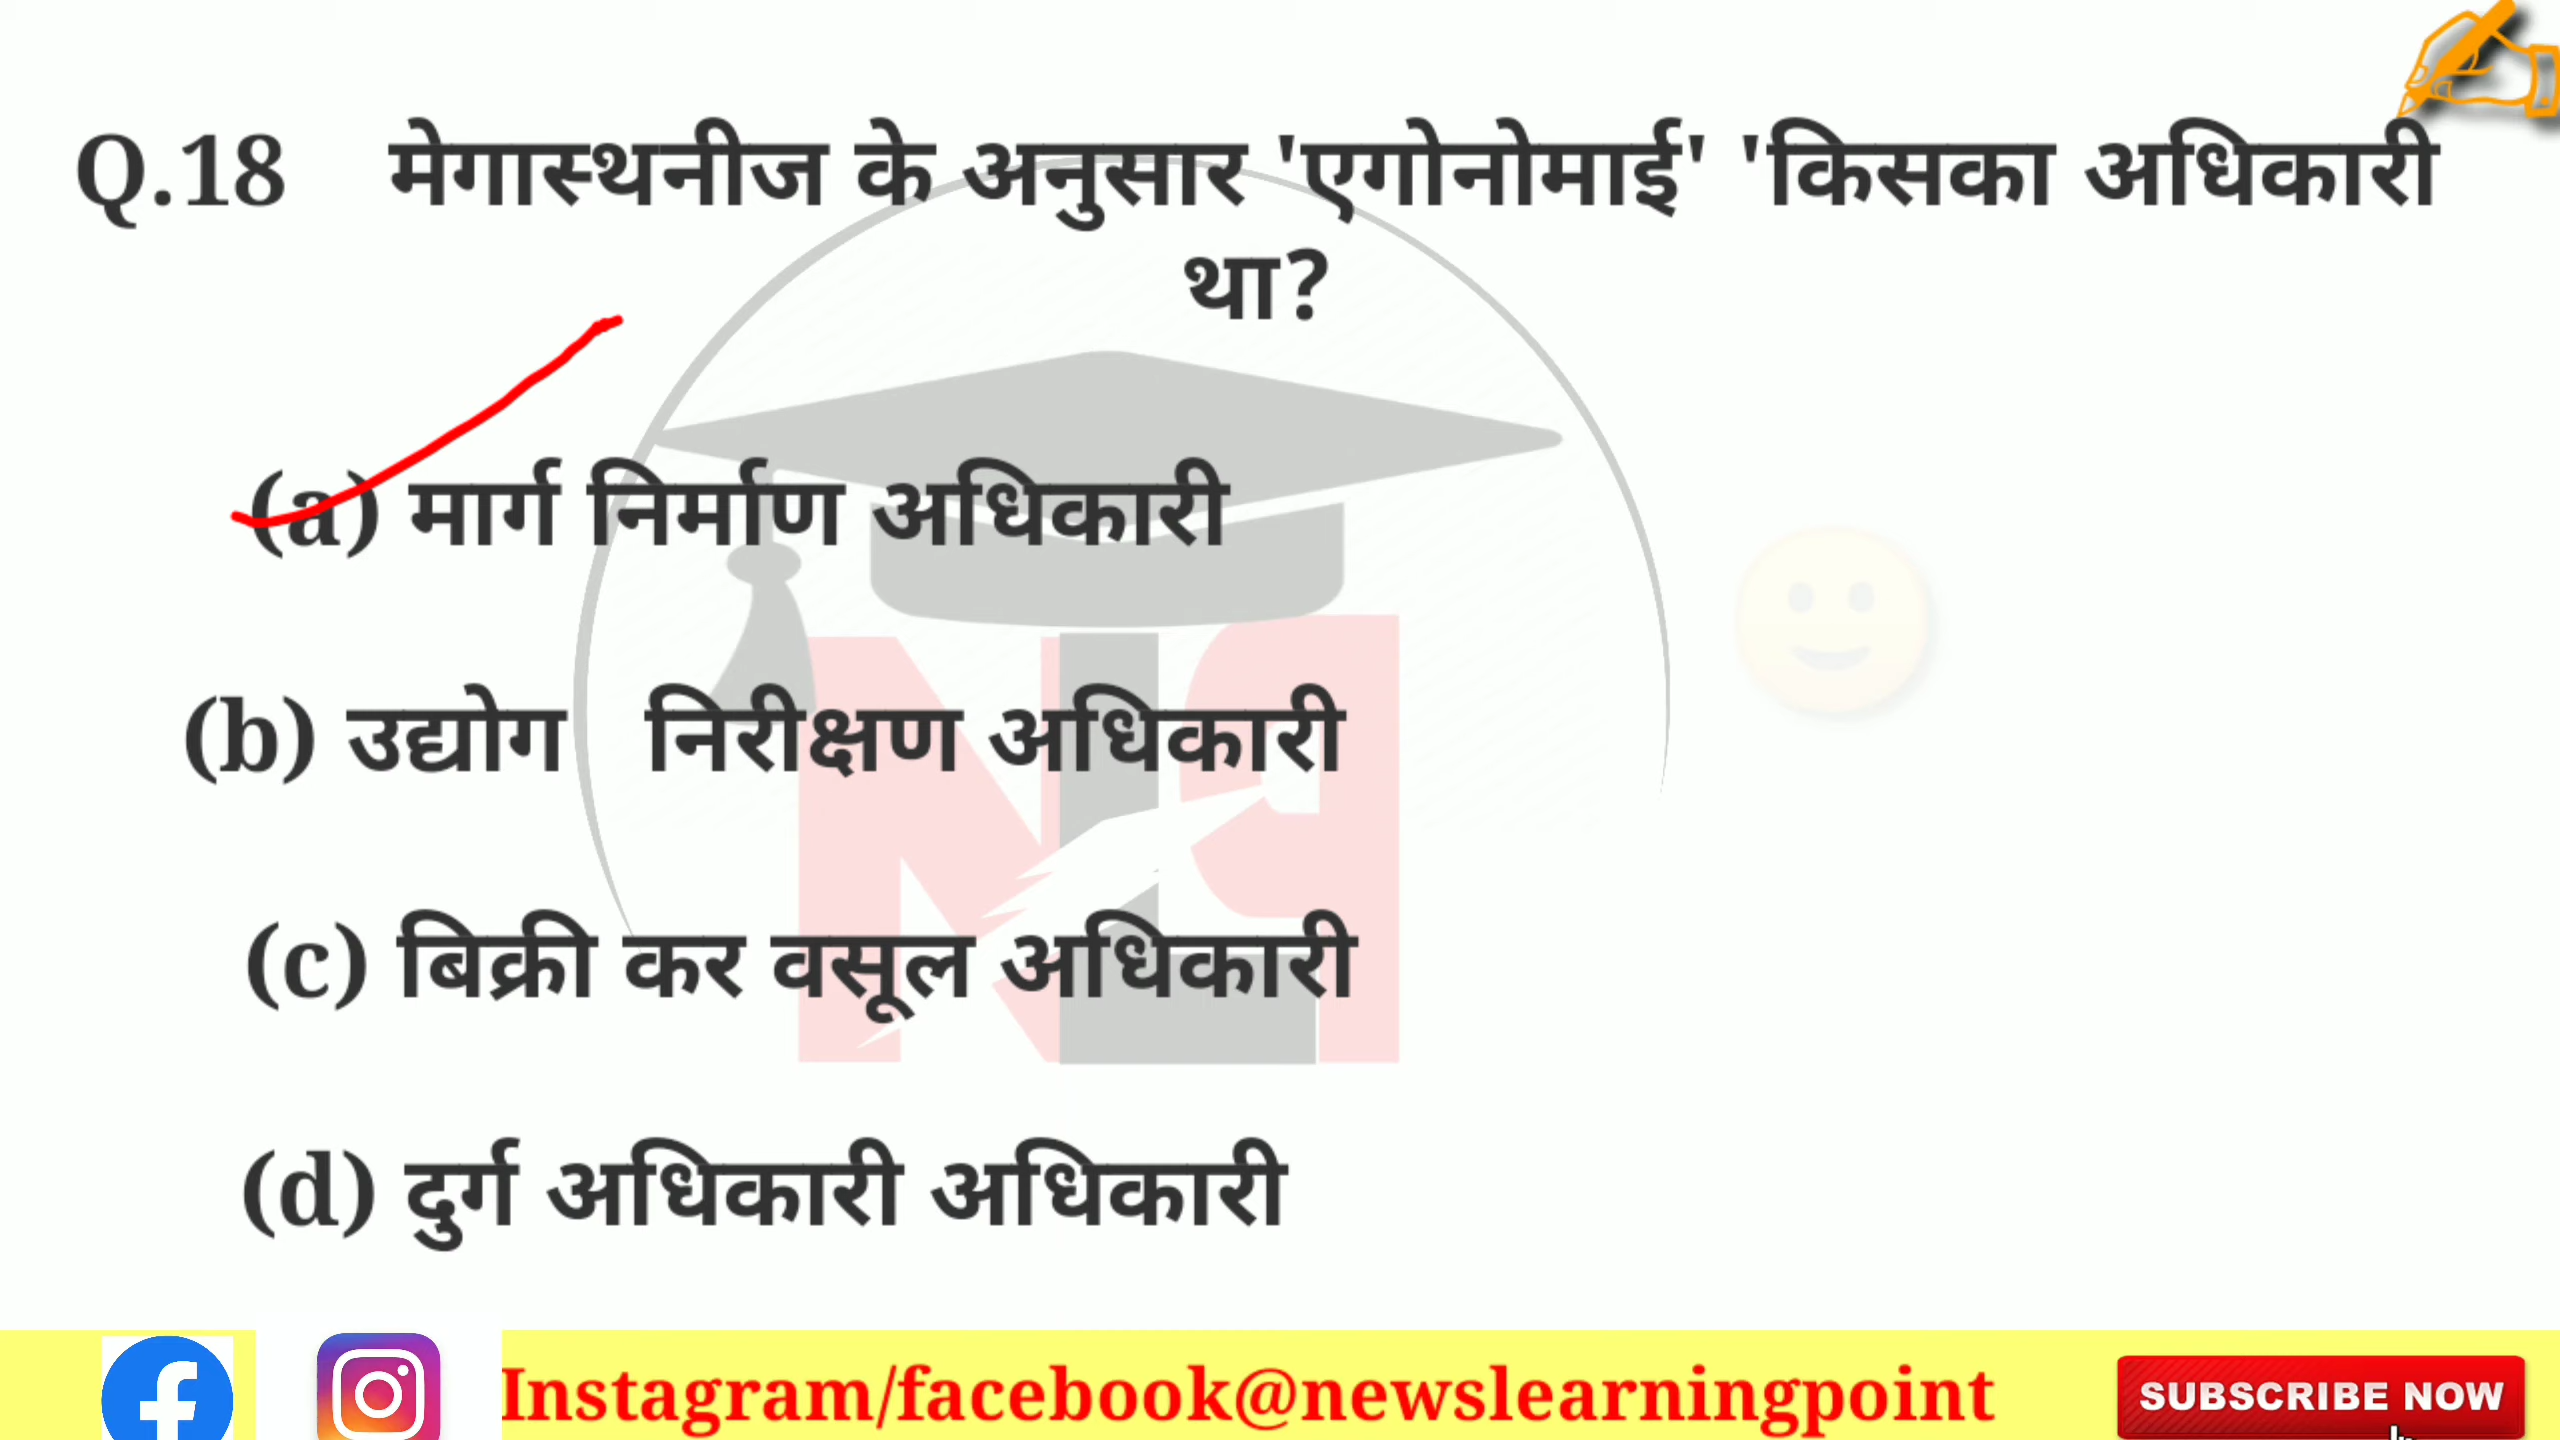 Q.18 मेगास्थनीज के अनुसार 'एगोनोमाई' 'किसका अधिकारी
था?
(a) मार्ग निर्माण अधिकारी
(b) उद्योग निरीक्षण अधिकारी
(c) बिक्री कर वसूल अधिकारी
(d) दुर्ग अधिकारी अधिकारी
Instagram/facebook@newslearningpoint
SUBSCRIBE NOW